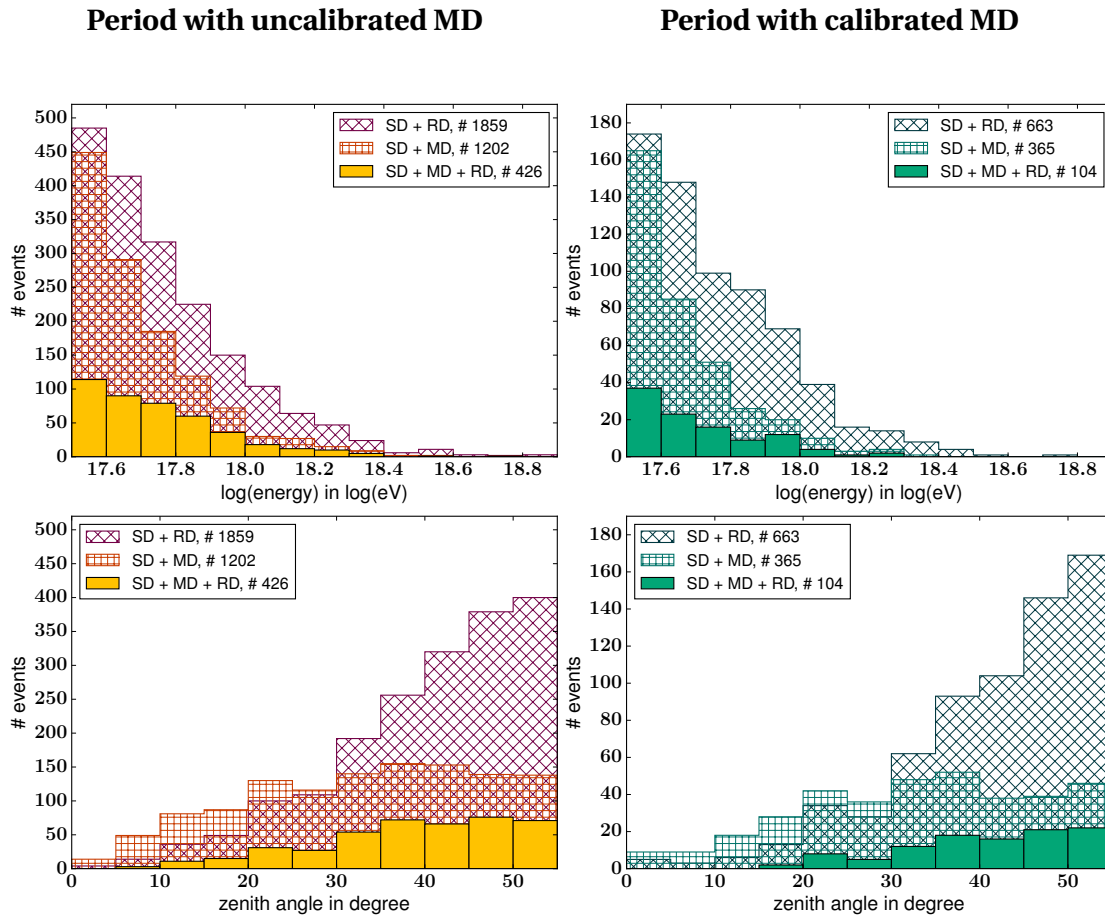 Period with uncalibrated MD
Period with calibrated MD
500
450
400
350
300
250
200
150
100
50
0
# events
SD + RD, # 1859
SD + MD, # 1202
SD + MD + RD, # 426
17.6 17.8 18.0 18.2 18.4 18.6 18.8
log(energy) in log(eV)
180
160
140
120
100
80
60
40
20
0
# events
SD + RD, # 663
SD + MD, # 365
SD + MD + RD, # 104
17.6 17.8 18.0 18.2 18.4 18.6 18.8
log(energy) in log(eV)
500
450
400
350
300
250
200
150
100
50
0
# events
SD + RD, # 1859
SD + MD, # 1202
SD + MD + RD, # 426
0 10 20 30 40 50
zenith angle in degree
180
160
140
120
100
80
60
40
20
0
# events
SD + RD, # 663
SD + MD, # 365
SD + MD + RD, # 104
0 10 20 30 40 50
zenith angle in degree